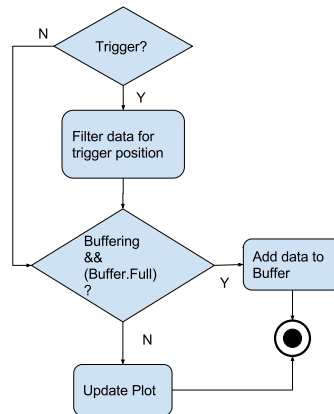 N
Trigger?
Y
Filter data for
trigger position
Buffering
&&
(Buffer.Full)
?
Y
Add data to
Buffer
N
Update Plot